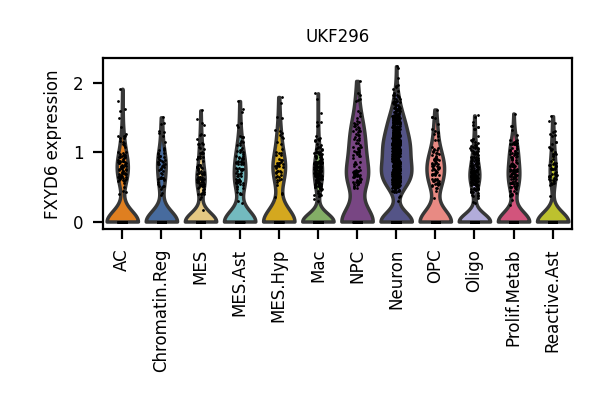 UKF296
FXYD6 expression
2
1
0
AC
Chromatin.Reg
MES
MES.Ast
MES.Hyp
Mac
NPC
Neuron
OPC
Oligo
Prolif.Metab
Reactive.Ast